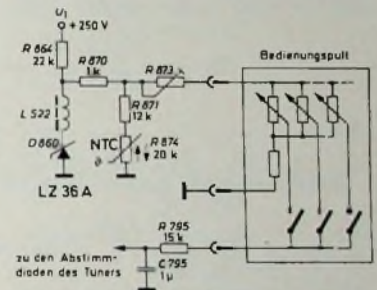 U₁
+ 250 V
R 864
22 k
R 870
1 k
R 873
Bedienungspult
L 522
R 871
12 k
D 860
NTC
ϑ
R 874
20 k
LZ 36 A
R 795
15 k
zu den Abstimm-
dioden des Tuners
C 795
1 μ